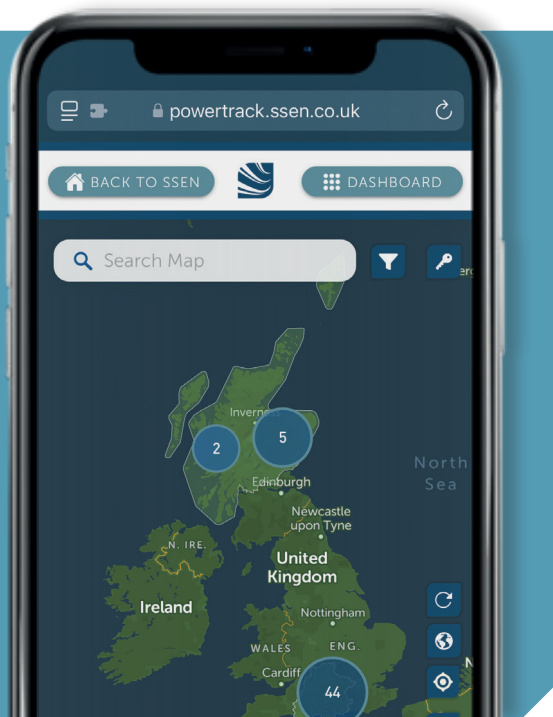 powertrack.ssen.co.uk
BACK TO SSEN
DASHBOARD
Search Map
Inverness
2
5
Edinburgh
North
Sea
Newcastle
upon Tyne
N. IRE.
United
Kingdom
Ireland
Nottingham
WALES
ENG.
Cardiff
44